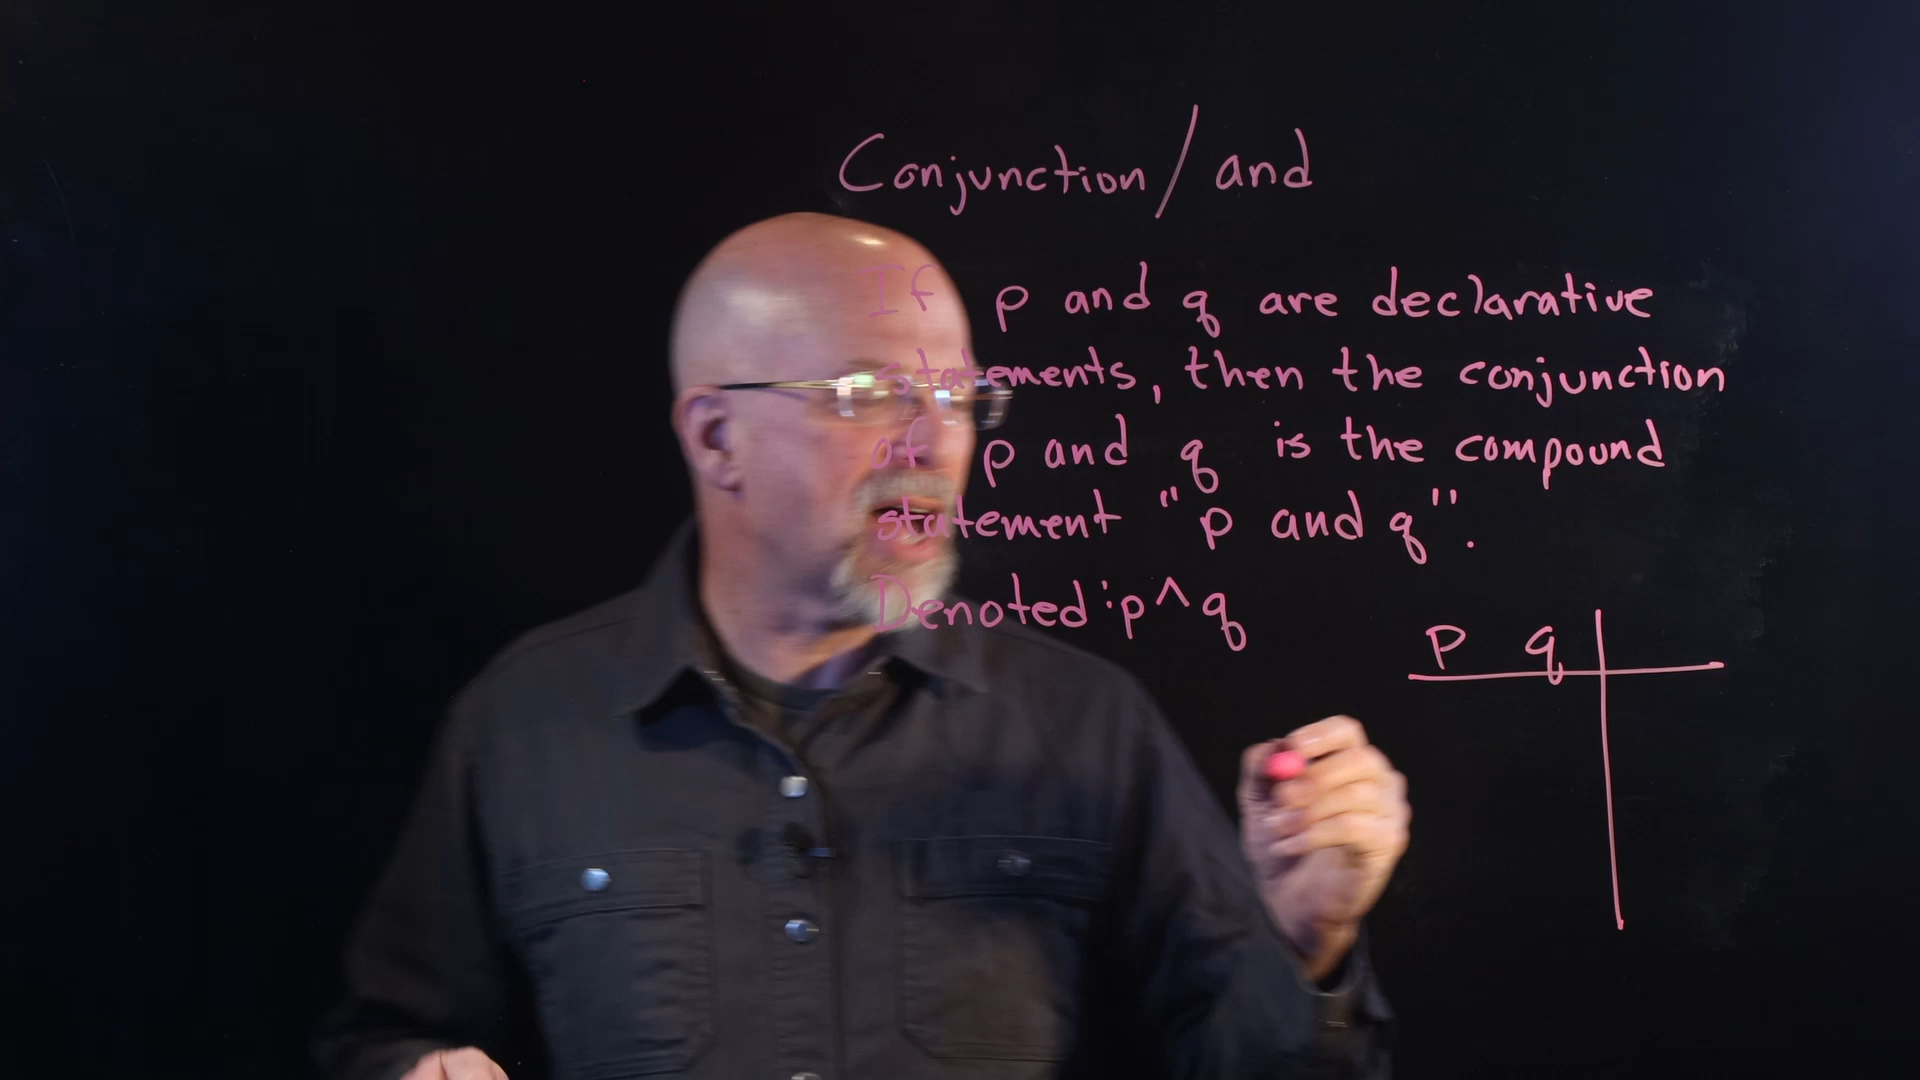 Conjunction / and
If p and q are declarative
statements, then the conjunction
of p and q is the compound
statement "p and q".
Denoted: p ^ q
p q